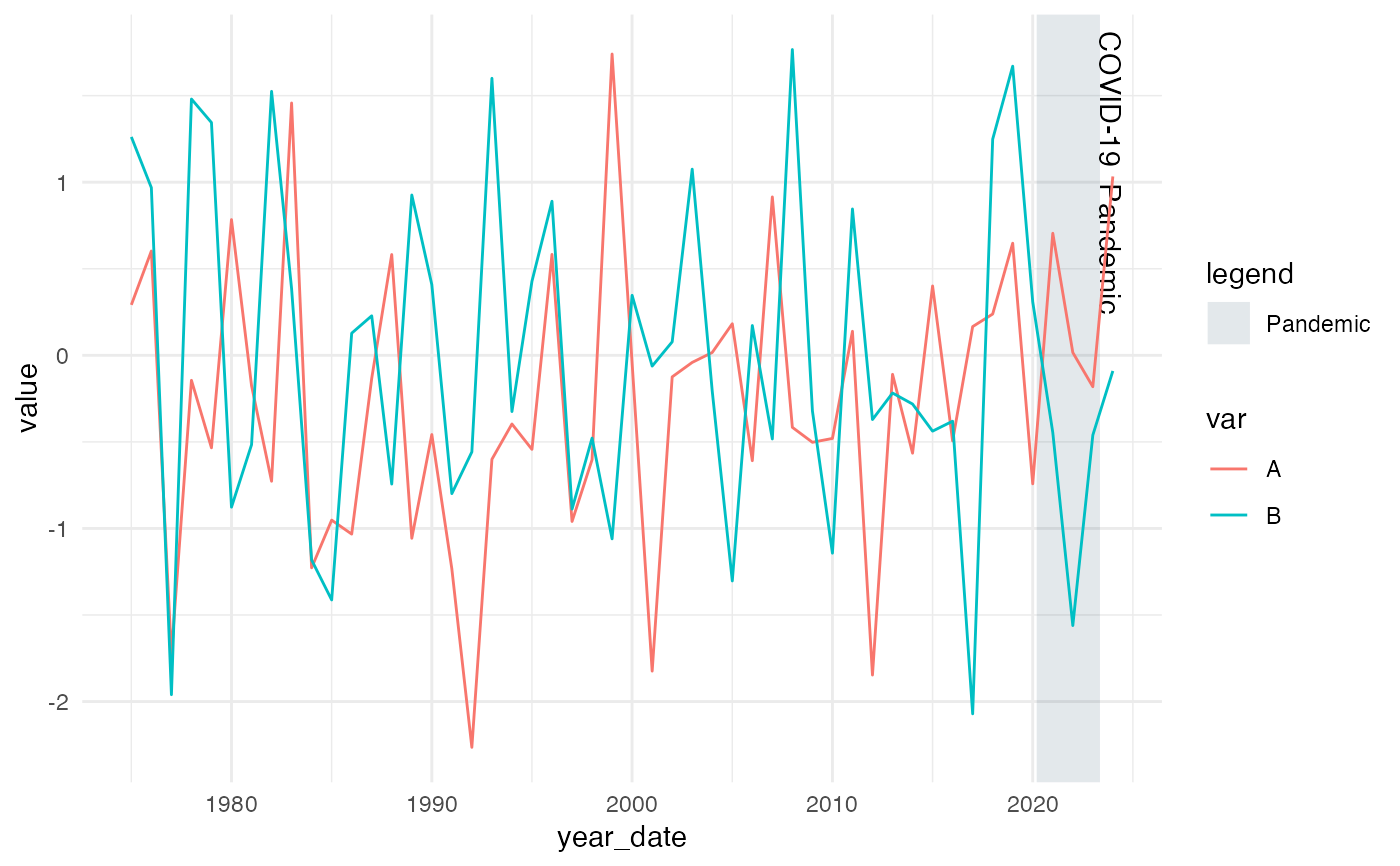 COVID-19 Pandemic
value
1
0
-1
-2
1980
1990
2000
2010
2020
year_date
legend
Pandemic
var
A
B